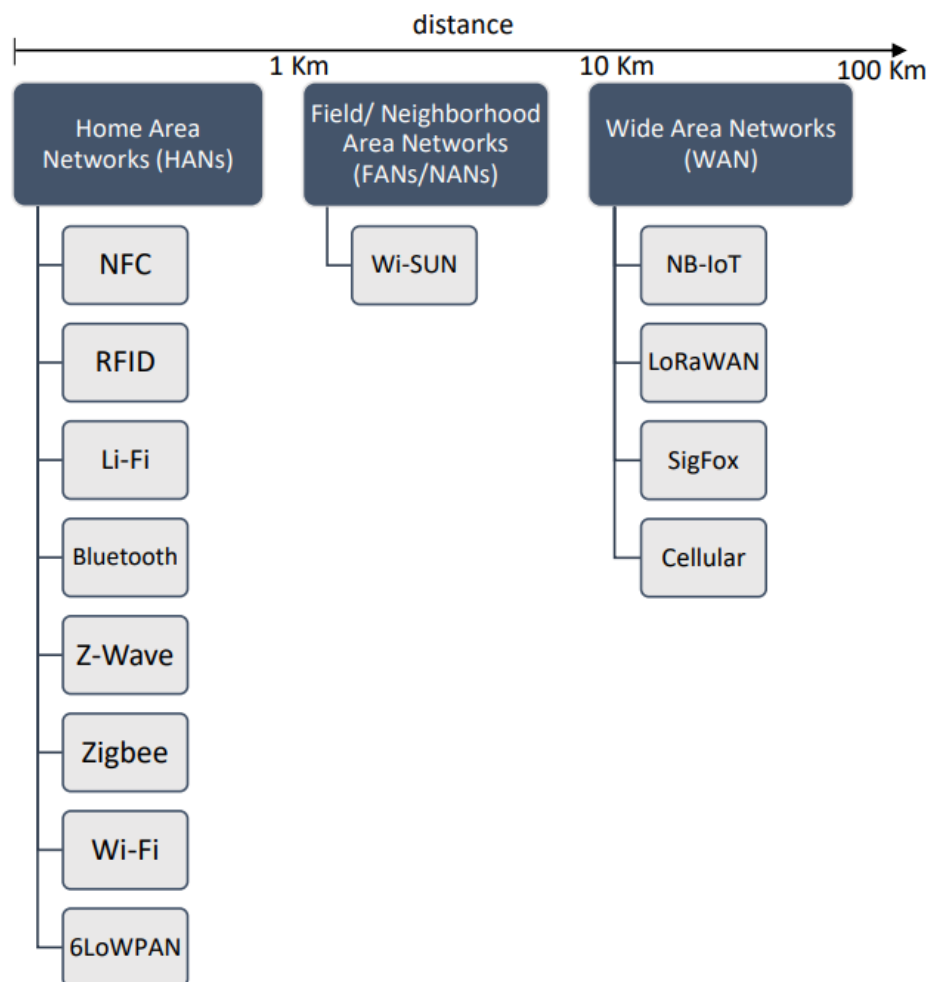 distance
1 Km
10 Km
100 Km
Home Area
Networks (HANs)
NFC
RFID
Li-Fi
Bluetooth
Z-Wave
Zigbee
Wi-Fi
6LoWPAN
Field/ Neighborhood
Area Networks
(FANs/NANs)
Wi-SUN
Wide Area Networks
(WAN)
NB-IoT
LoRaWAN
SigFox
Cellular